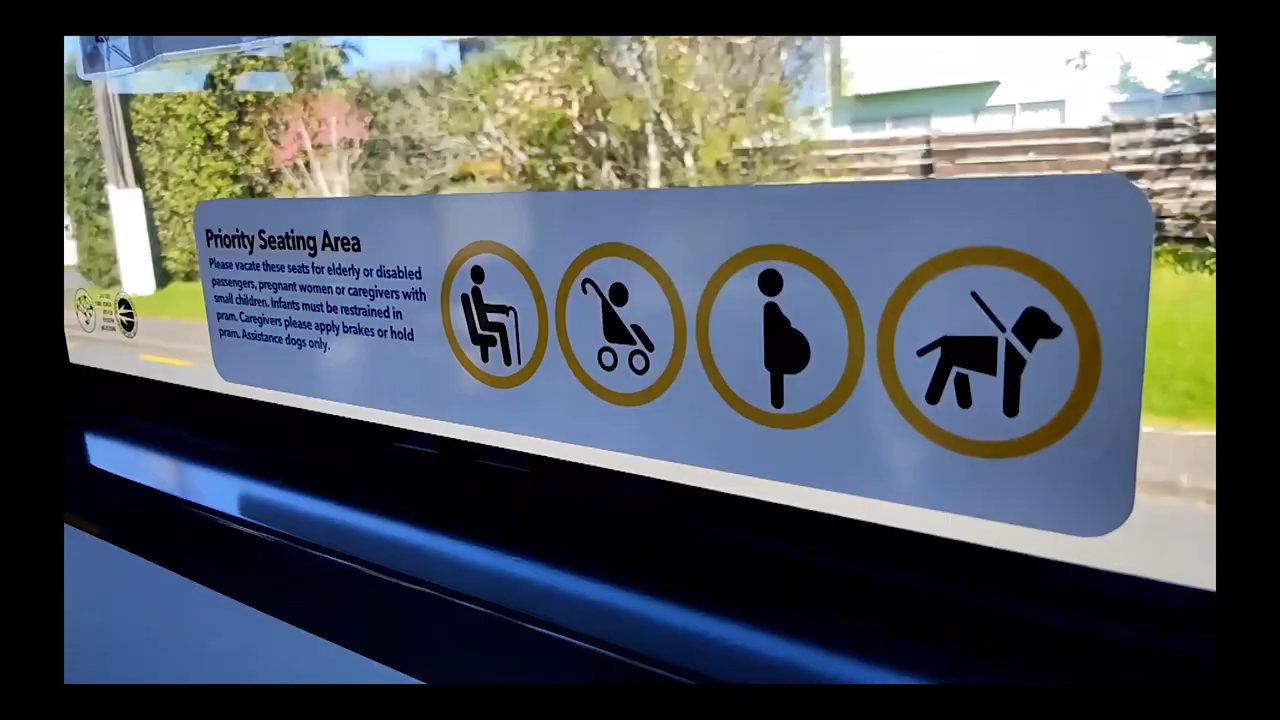 Priority Seating Area
Please vacate these seats for elderly or disabled
passengers, pregnant women or caregivers with
small children. Infants must be restrained in
pram. Caregivers please apply brakes or hold
pram. Assistance dogs only.